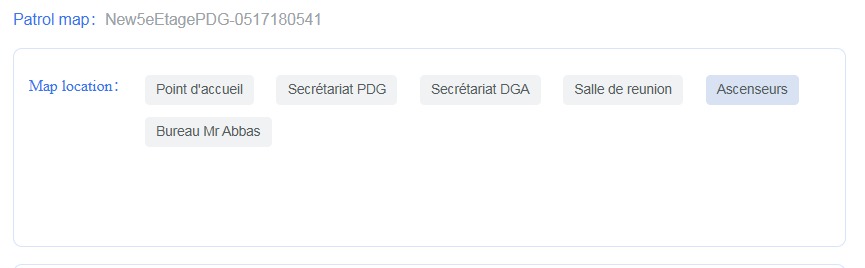 Patrol map： New5eEtagePDG-0517180541
Map location： Point d'accueil Secrétariat PDG Secrétariat DGA Salle de reunion Ascenseurs
Bureau Mr Abbas